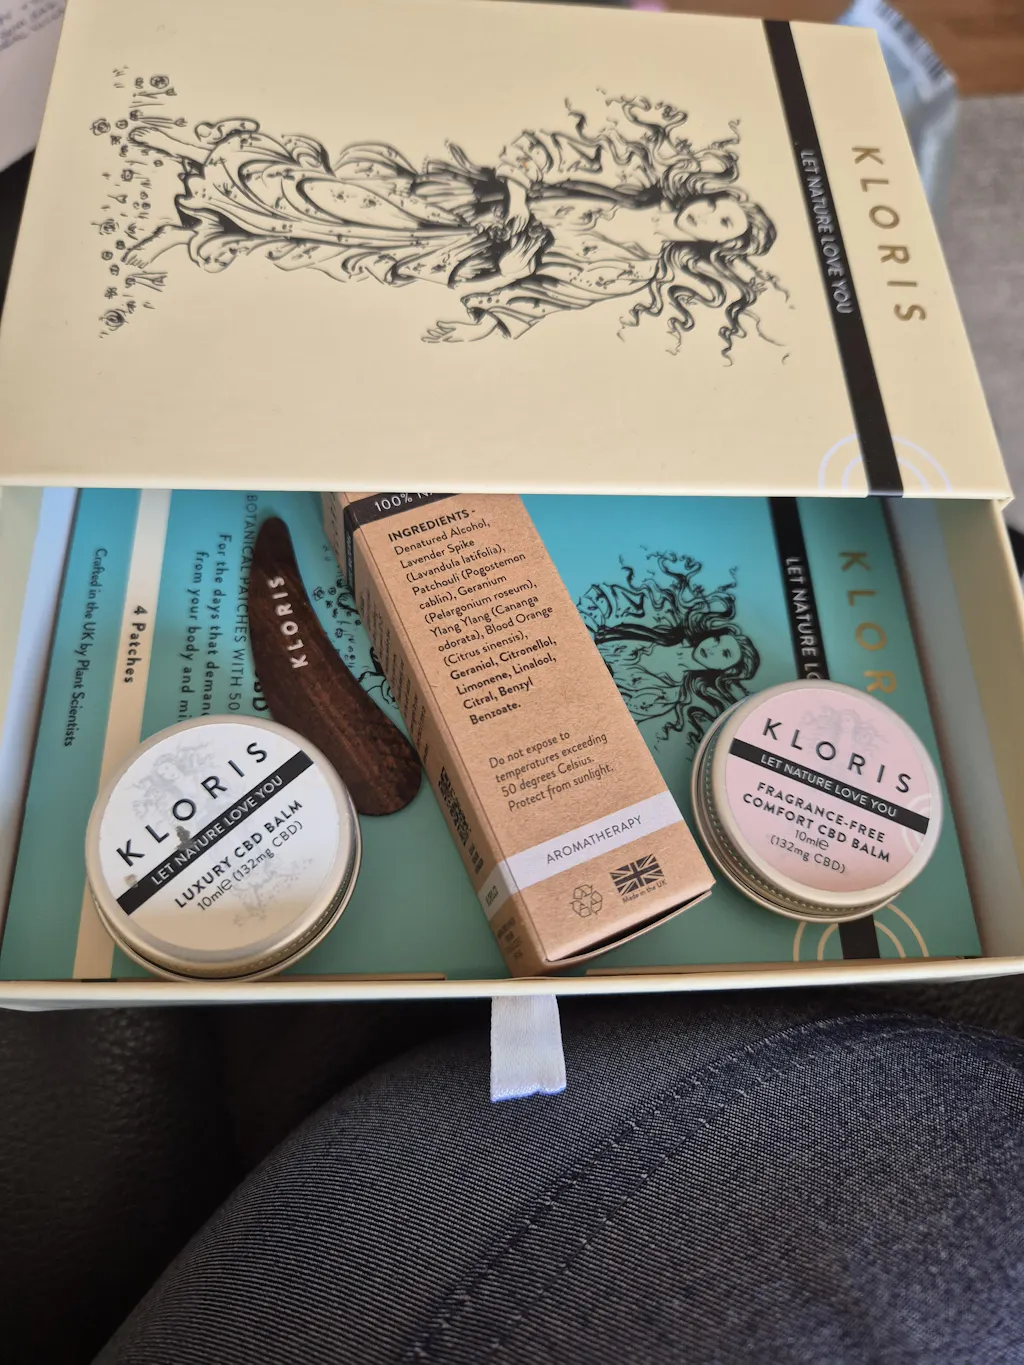 KLORIS
LET NATURE LOVE YOU
Crafted in the UK by Plant Scientists
4 Patches
BOTANICAL PATCHES WITH 50
For the days that deman
from your body and mi
KLORIS
100%
INGREDIENTS -
Denatured Alcohol,
Lavender Spike
(Lavandula latifolia),
Patchouli (Pogostemon
cablin), Geranium
(Pelargonium roseum),
Ylang Ylang (Cananga
odorata), Blood Orange
(Citrus sinensis),
Geraniol, Citronellol,
Limonene, Linalool,
Citral, Benzyl
Benzoate.
Do not expose to
temperatures exceeding
50 degrees Celsius.
Protect from sunlight.
AROMATHERAPY
Made in the UK
KLOR
LET NATURE LO
KLORIS
LET NATURE LOVE YOU
LUXURY CBD BALM
10ml℮ (132mg CBD)
KLORIS
LET NATURE LOVE YOU
FRAGRANCE-FREE
COMFORT CBD BALM
10ml℮
(132mg CBD)